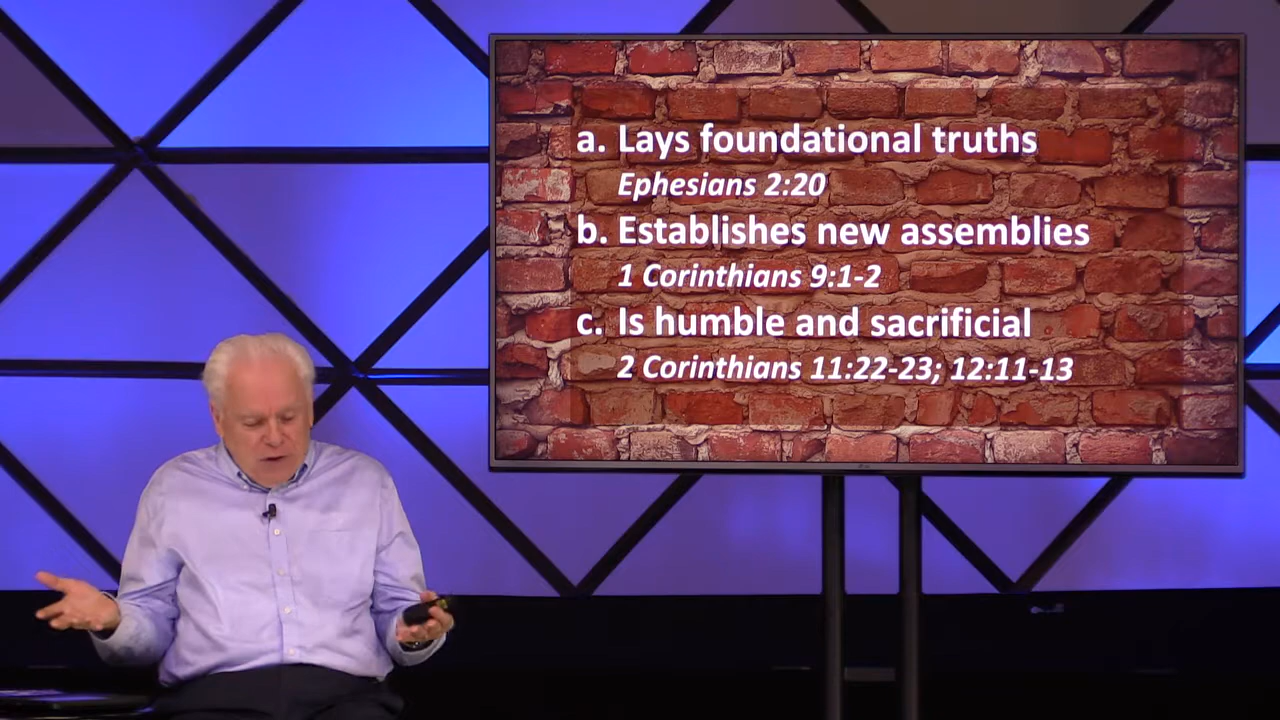 a. Lays foundational truths
Ephesians 2:20
b. Establishes new assemblies
1 Corinthians 9:1-2
c. Is humble and sacrificial
2 Corinthians 11:22-23; 12:11-13